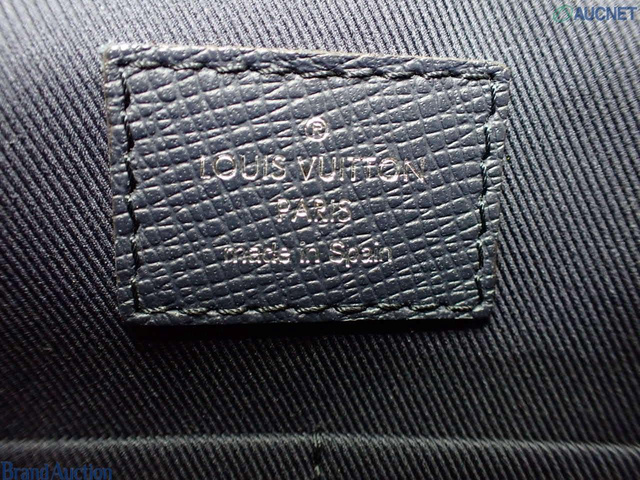 AUCNET
®
LOUIS VUITTON
PARIS
made in Spain
Brand Auction